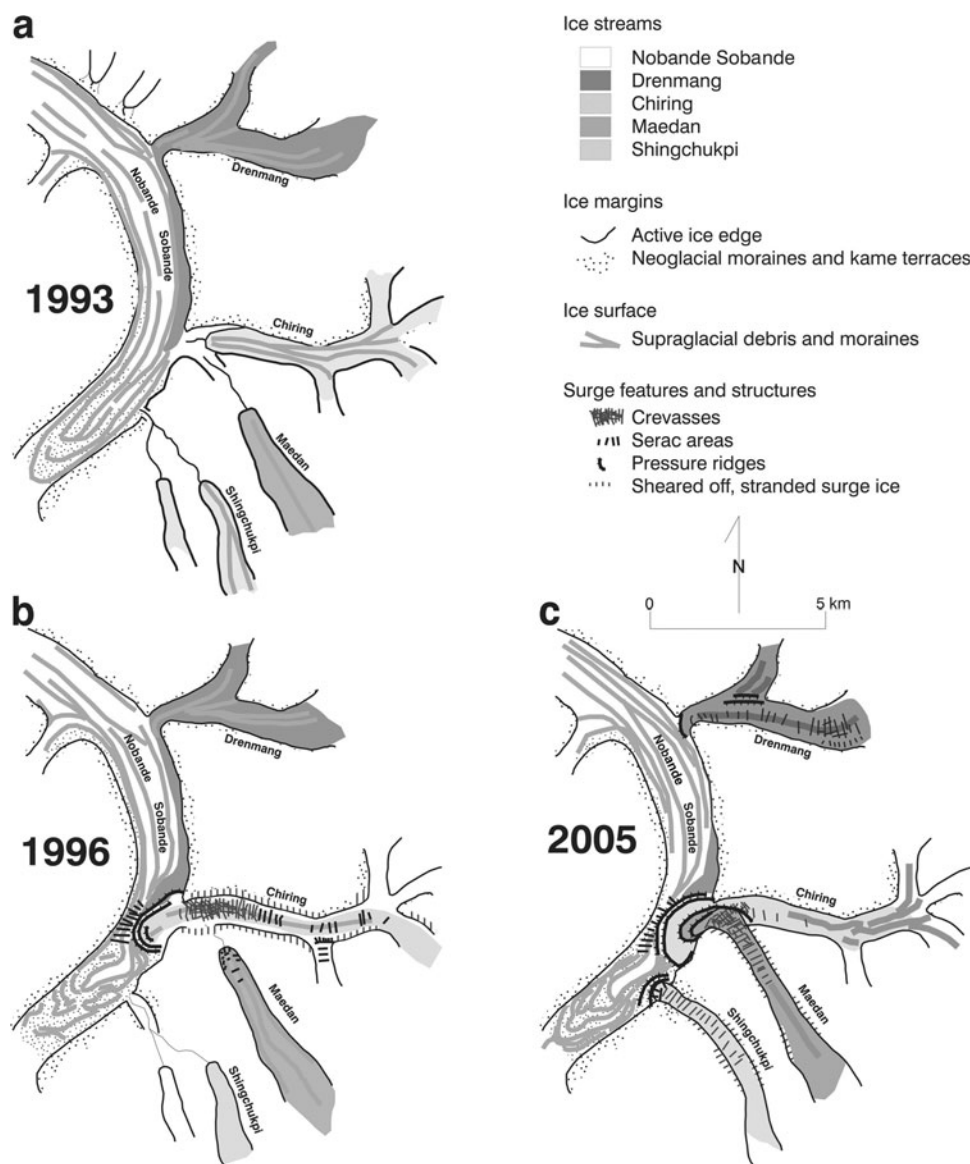 a
Drenmang
Nobande
Sobande
1993
Chiring
Maedan
Shingchukpi
Ice streams
Nobande Sobande
Drenmang
Chiring
Maedan
Shingchukpi
Ice margins
Active ice edge
Neoglacial moraines and kame terraces
Ice surface
Supraglacial debris and moraines
Surge features and structures
Crevasses
Serac areas
Pressure ridges
Sheared off, stranded surge ice
N
0 5 km
b
Drenmang
Nobande
Sobande
1996
Chiring
Maedan
Shingchukpi
c
Drenmang
Nobande
Sobande
2005
Chiring
Maedan
Shingchukpi